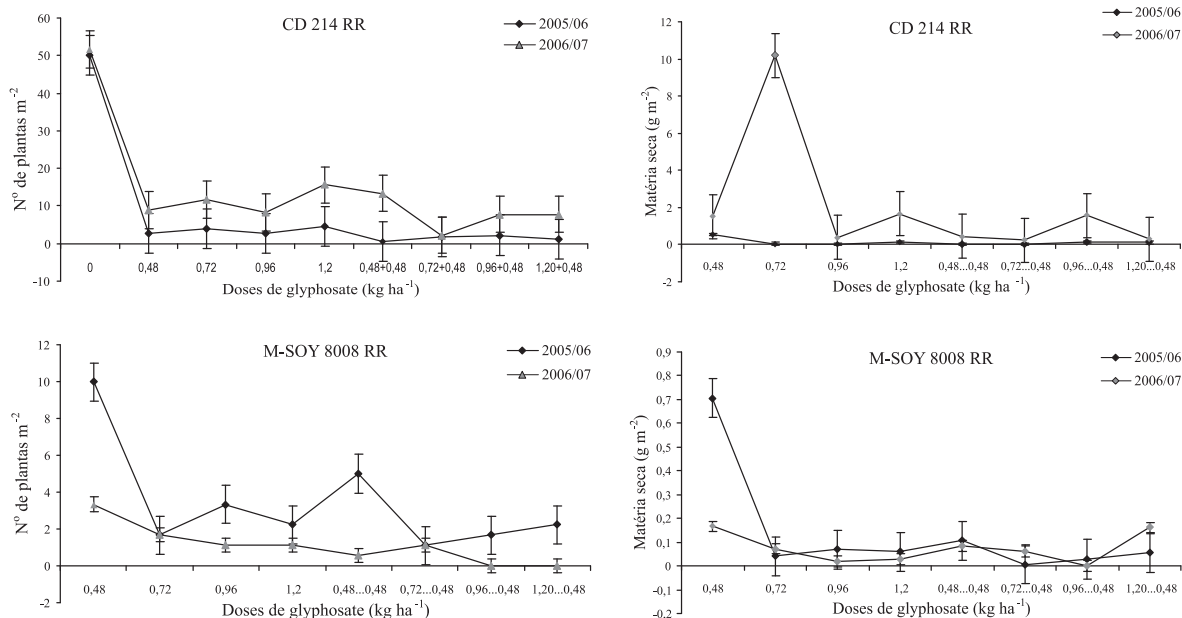 CD 214 RR
2005/06
2006/07
60
50
40
30
20
10
0
-10
Nº de plantas m⁻²
0 0,48 0,72 0,96 1,2 0,48+0,48 0,72+0,48 0,96+0,48 1,20+0,48
Doses de glyphosate (kg ha⁻¹)
CD 214 RR
2005/06
2006/07
12
10
8
6
4
2
0
-2
Matéria seca (g m⁻²)
0,48 0,72 0,96 1,2 0,48...0,48 0,72...0,48 0,96...0,48 1,20...0,48
Doses de glyphosate (kg ha⁻¹)
M-SOY 8008 RR
2005/06
2006/07
12
10
8
6
4
2
0
-2
Nº de plantas m⁻²
0,48 0,72 0,96 1,2 0,48...0,48 0,72...0,48 0,96...0,48 1,20...0,48
Doses de glyphosate (kg ha⁻¹)
M-SOY 8008 RR
2005/06
2006/07
0,9
0,8
0,7
0,6
0,5
0,4
0,3
0,2
0,1
0
-0,1
-0,2
Matéria seca (g m⁻²)
0,48 0,72 0,96 1,2 0,48...0,48 0,72...0,48 0,96...0,48 1,20...0,48
Doses de glyphosate (kg ha⁻¹)